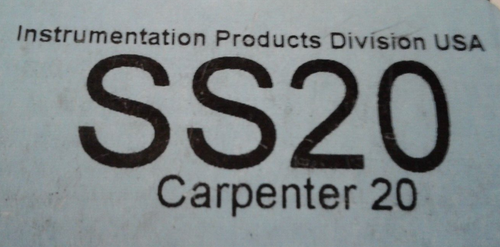 Instrumentation Products Division USA
SS20
Carpenter 20